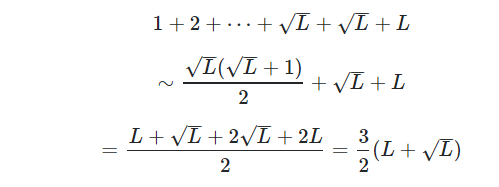 1 + 2 + ⋯ + √L + √L + L
∼ √L(√L + 1)/2 + √L + L
= (L + √L + 2√L + 2L)/2 = 3/2(L + √L)